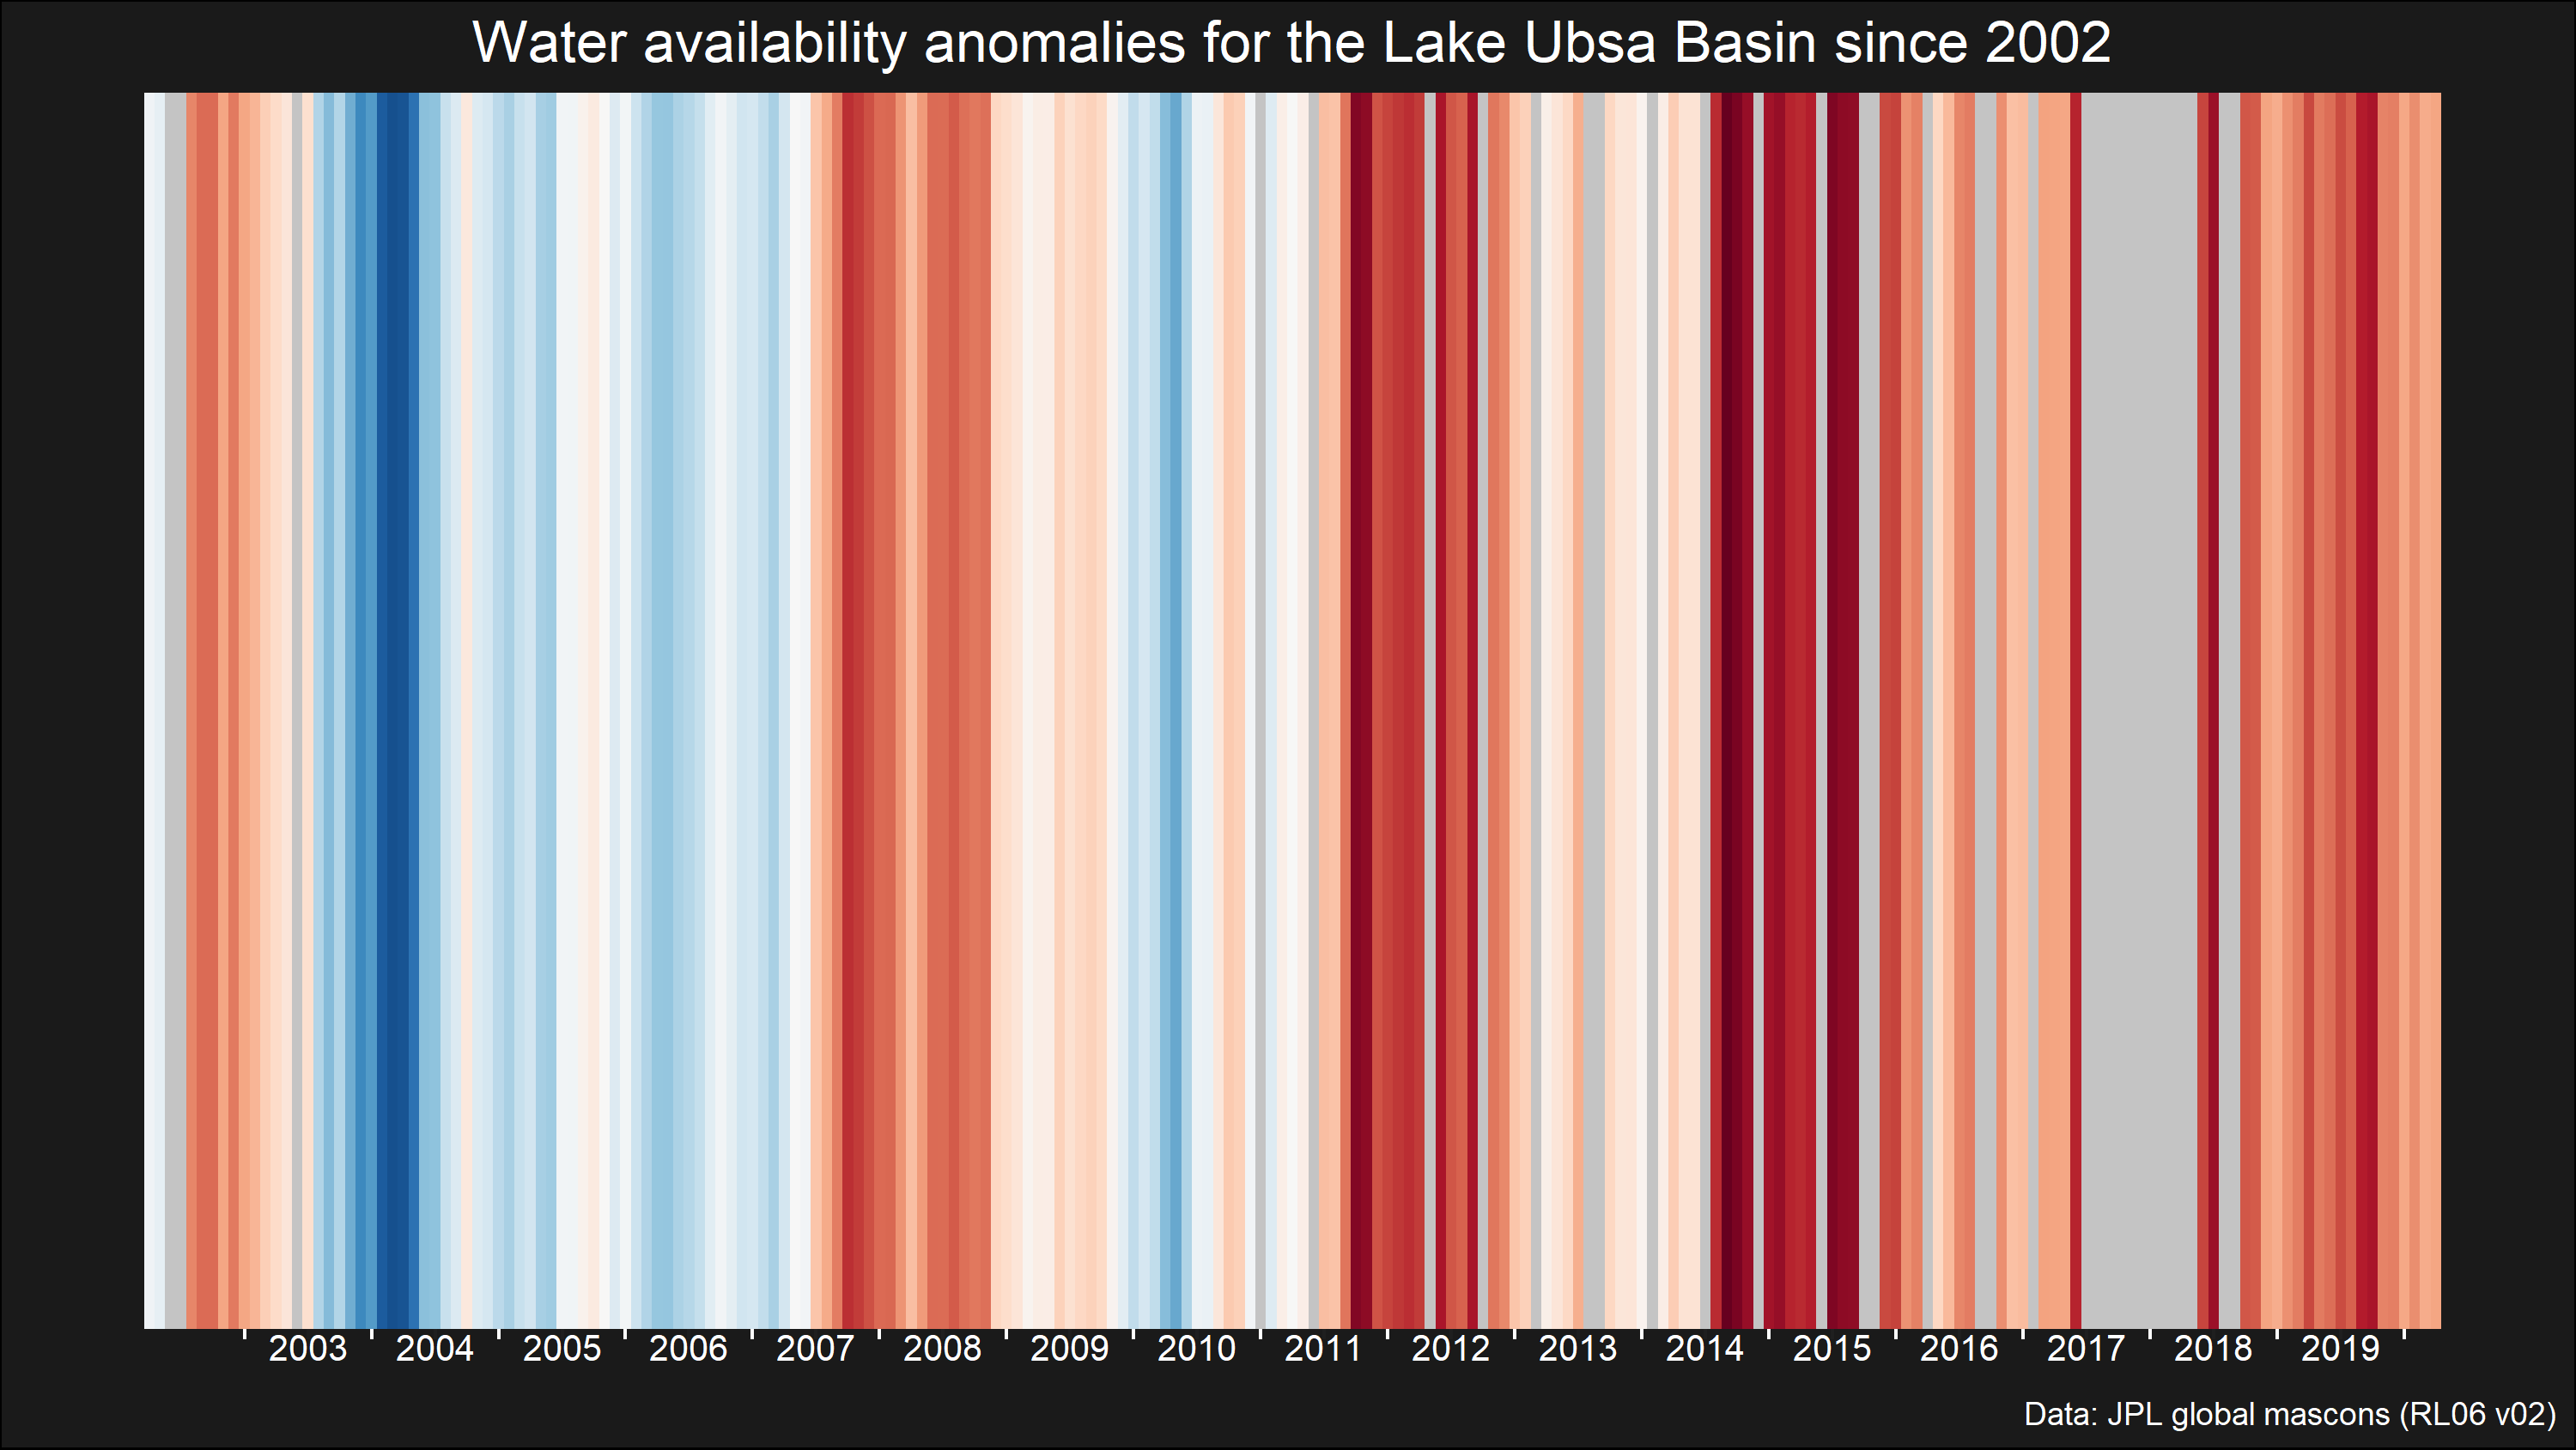 Water availability anomalies for the Lake Ubsa Basin since 2002
2003 2004 2005 2006 2007 2008 2009 2010 2011 2012 2013 2014 2015 2016 2017 2018 2019
Data: JPL global mascons (RL06 v02)